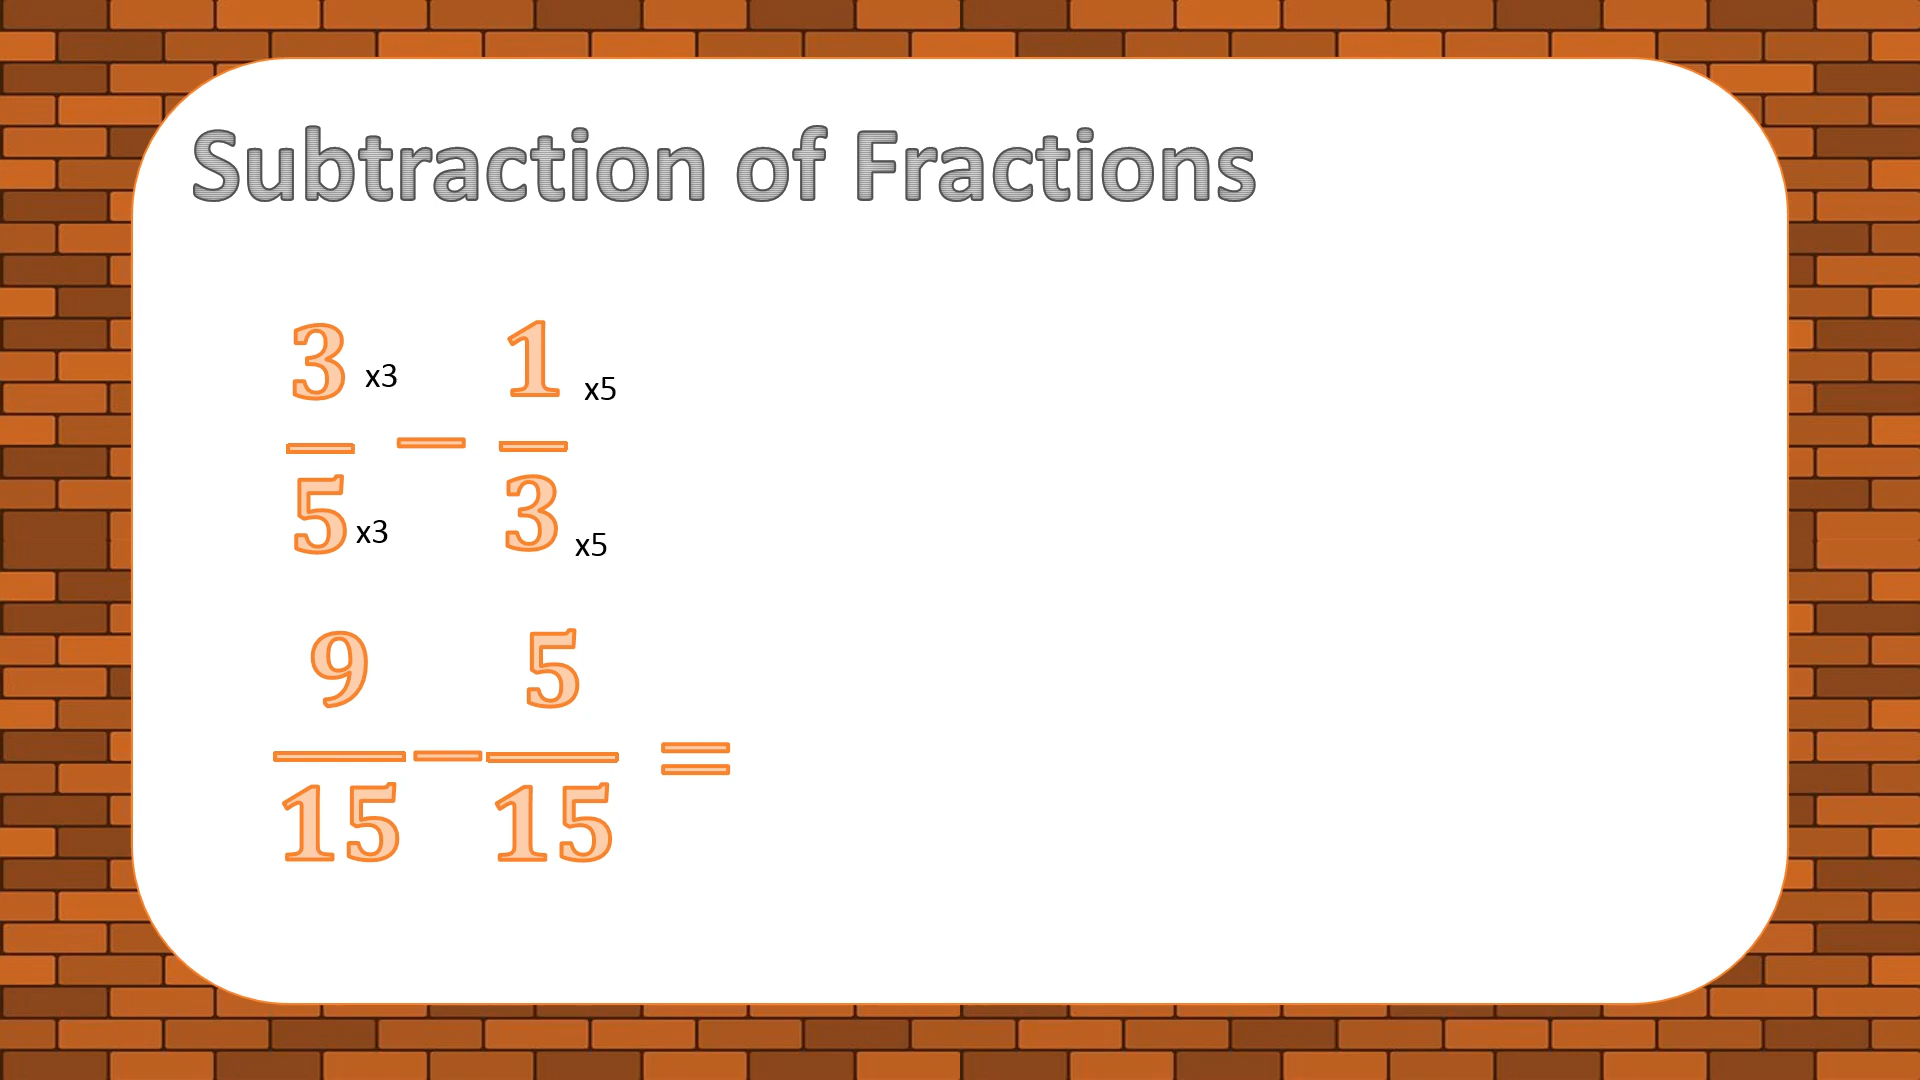 Subtraction of Fractions
3 x3 1 x5
— — —
5 x3 3 x5
9 5
— — — =
15 15